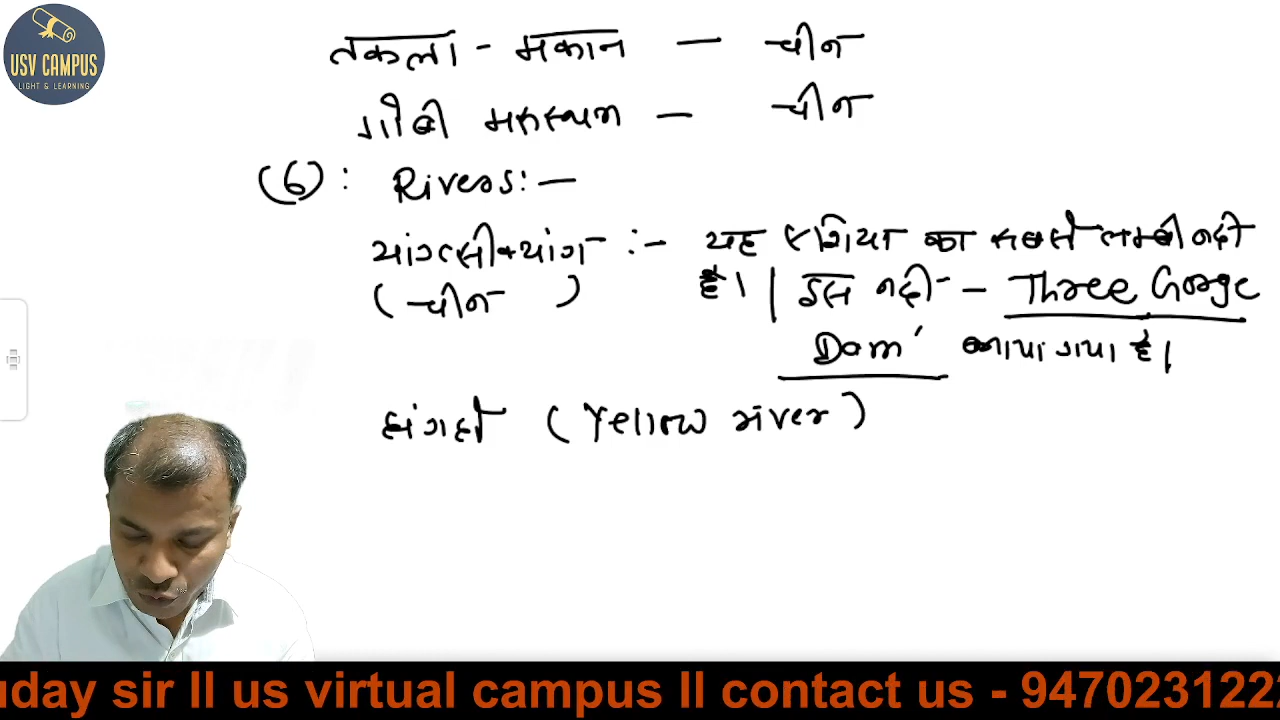 USV CAMPUS
LIGHT & LEARNING
तकला - मकान — चीन
गोबी मरुस्थल — चीन
(6) : Rivers :—
यांगटसीक्यांग :- यह एशिया का सबसे लम्बी नदी
(चीन) है। इस नदी - Three Gorge
Dam' बनाया गया है।
ह्वांगहो (Yellow river)
uday sir ll us virtual campus ll contact us - 947023122